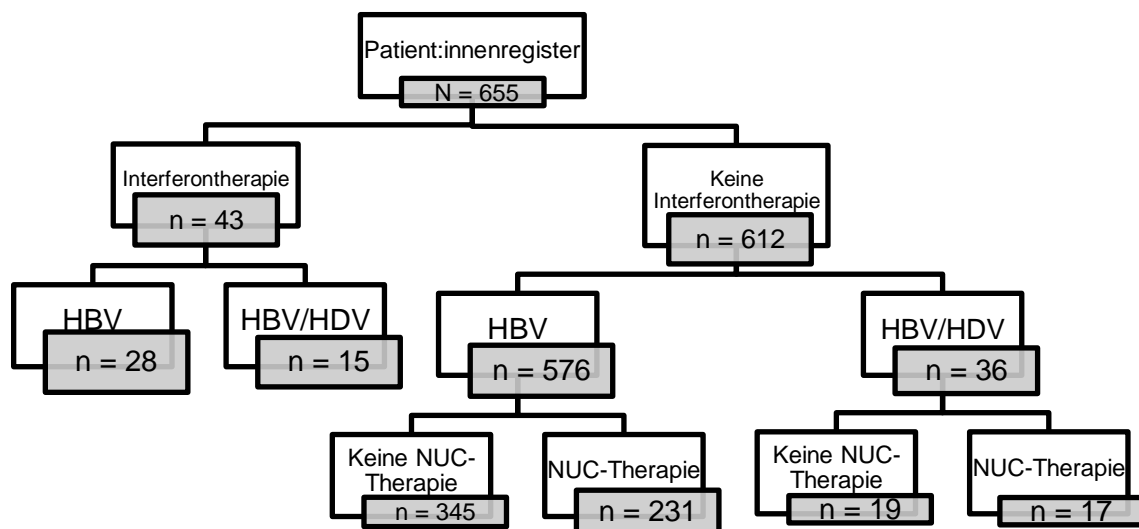 Patient:innenregister
N = 655
Interferontherapie
n = 43
Keine
Interferontherapie
n = 612
HBV
n = 28
HBV/HDV
n = 15
HBV
n = 576
HBV/HDV
n = 36
Keine NUC-
Therapie
n = 345
NUC-Therapie
n = 231
Keine NUC-
Therapie
n = 19
NUC-Therapie
n = 17